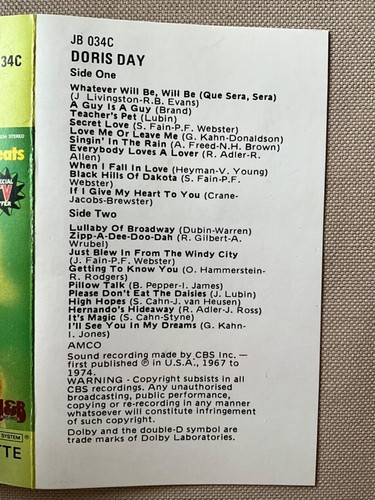 JB 034C
DORIS DAY
Side One
Whatever Will Be, Will Be (Que Sera, Sera)
(J Livingston-R.B. Evans)
A Guy Is A Guy (Brand)
Teacher's Pet (Lubin)
Secret Love (S. Fain-P.F. Webster)
Love Me Or Leave Me (G. Kahn-Donaldson)
Singin' In The Rain (A. Freed-N.H. Brown)
Everybody Loves A Lover (R. Adler-R.
Allen)
When I Fall In Love (Heyman-V. Young)
Black Hills Of Dakota (S. Fain-P.F.
Webster)
If I Give My Heart To You (Crane-
Jacobs-Brewster)
Side Two
Lullaby Of Broadway (Dubin-Warren)
Zipp-A-Dee-Doo-Dah (R. Gilbert-A.
Wrubel)
Just Blew In From The Windy City
(J. Fain-P.F. Webster)
Getting To Know You (O. Hammerstein-
R. Rodgers)
Pillow Talk (B. Pepper-I. James)
Please Don't Eat The Daisies (J. Lubin)
High Hopes (S. Cahn-J. van Heusen)
Hernando's Hideaway (R. Adler-J. Ross)
It's Magic (S. Cahn-Styne)
I'll See You In My Dreams (G. Kahn-
I. Jones)
AMCO
Sound recording made by CBS Inc. —
first published ℗ in U.S.A., 1967 to
1974.
WARNING - Copyright subsists in all
CBS recordings. Any unauthorised
broadcasting, public performance,
copying or re-recording in any manner
whatsoever will constitute infringement
of such copyright.
Dolby and the double-D symbol are
trade marks of Dolby Laboratories.
34C
STEREO
eats
V
SYSTEM
TTE